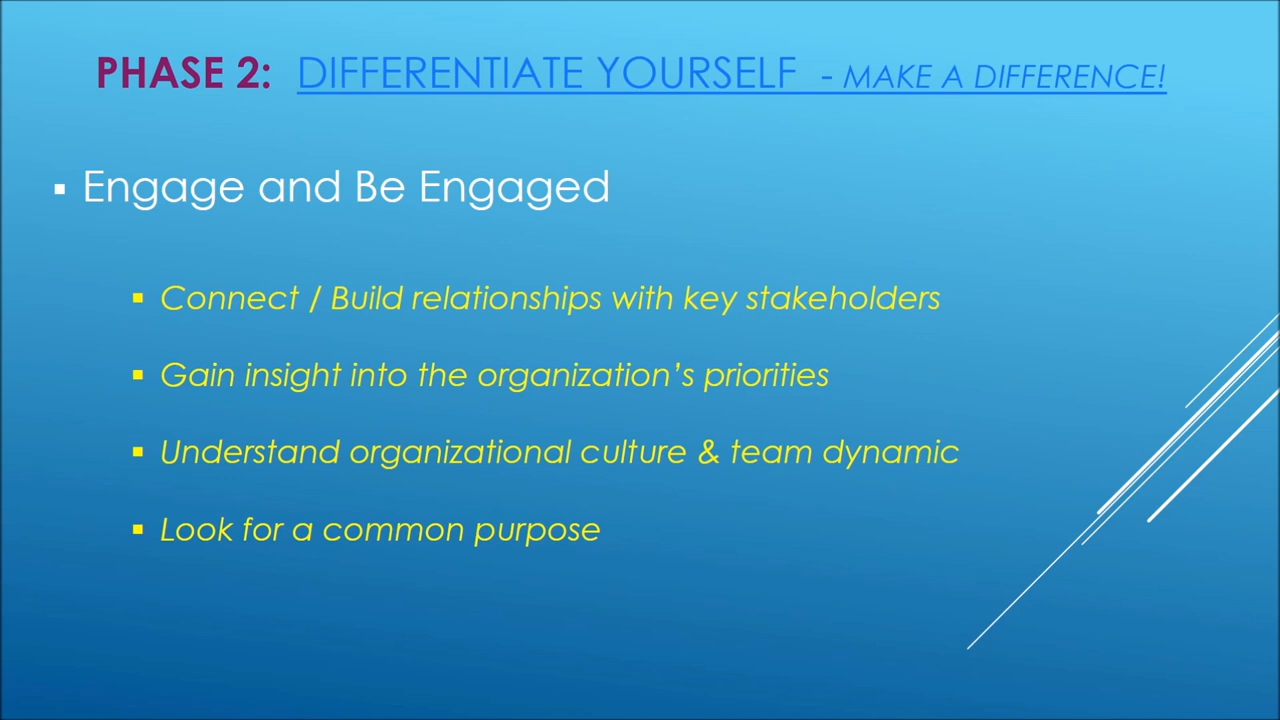 PHASE 2: DIFFERENTIATE YOURSELF - MAKE A DIFFERENCE!
▪ Engage and Be Engaged
▪ Connect / Build relationships with key stakeholders
▪ Gain insight into the organization’s priorities
▪ Understand organizational culture & team dynamic
▪ Look for a common purpose